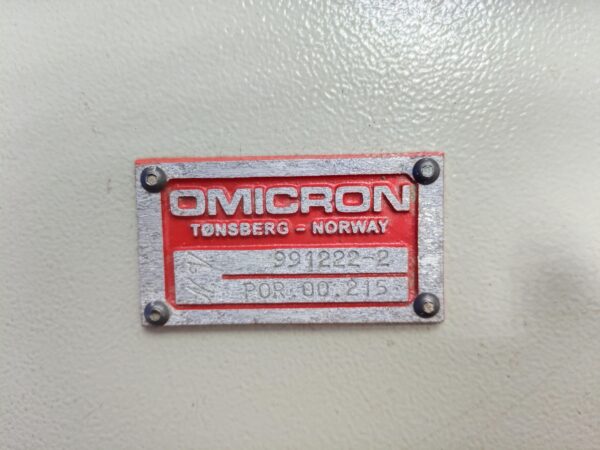 OMICRON
TØNSBERG - NORWAY
991222-2
POR.00.215